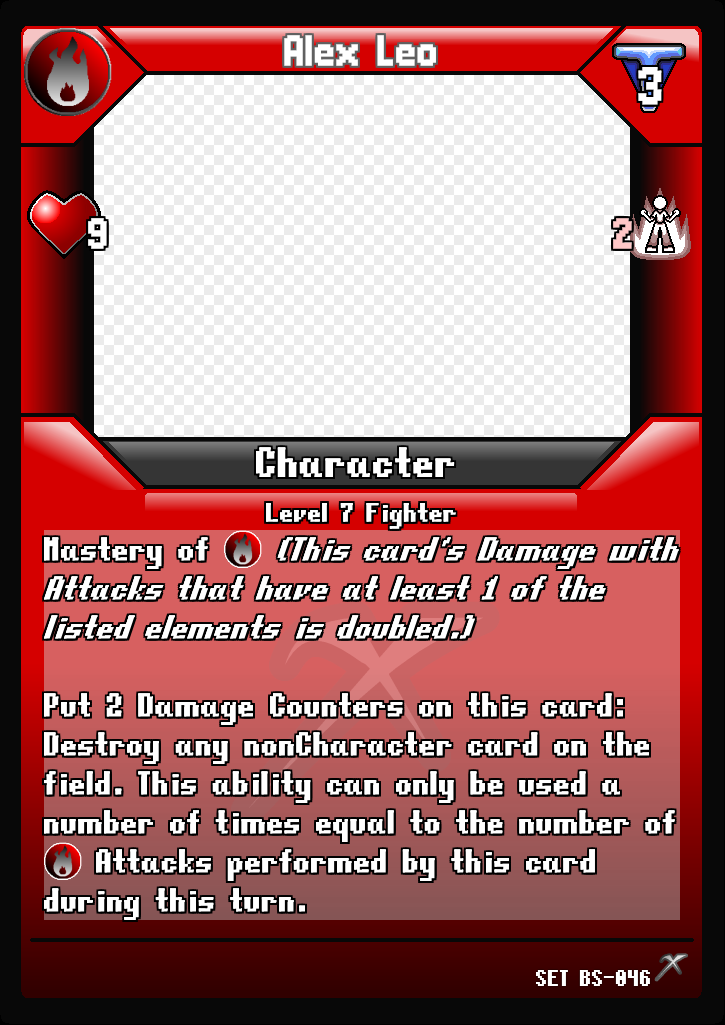 Alex Leo
3
9
2
Character
Level 7 Fighter
Mastery of (This card's Damage with
Attacks that have at least 1 of the
listed elements is doubled.)
Put 2 Damage Counters on this card:
Destroy any nonCharacter card on the
field. This ability can only be used a
number of times equal to the number of
Attacks performed by this card
during this turn.
SET BS-046